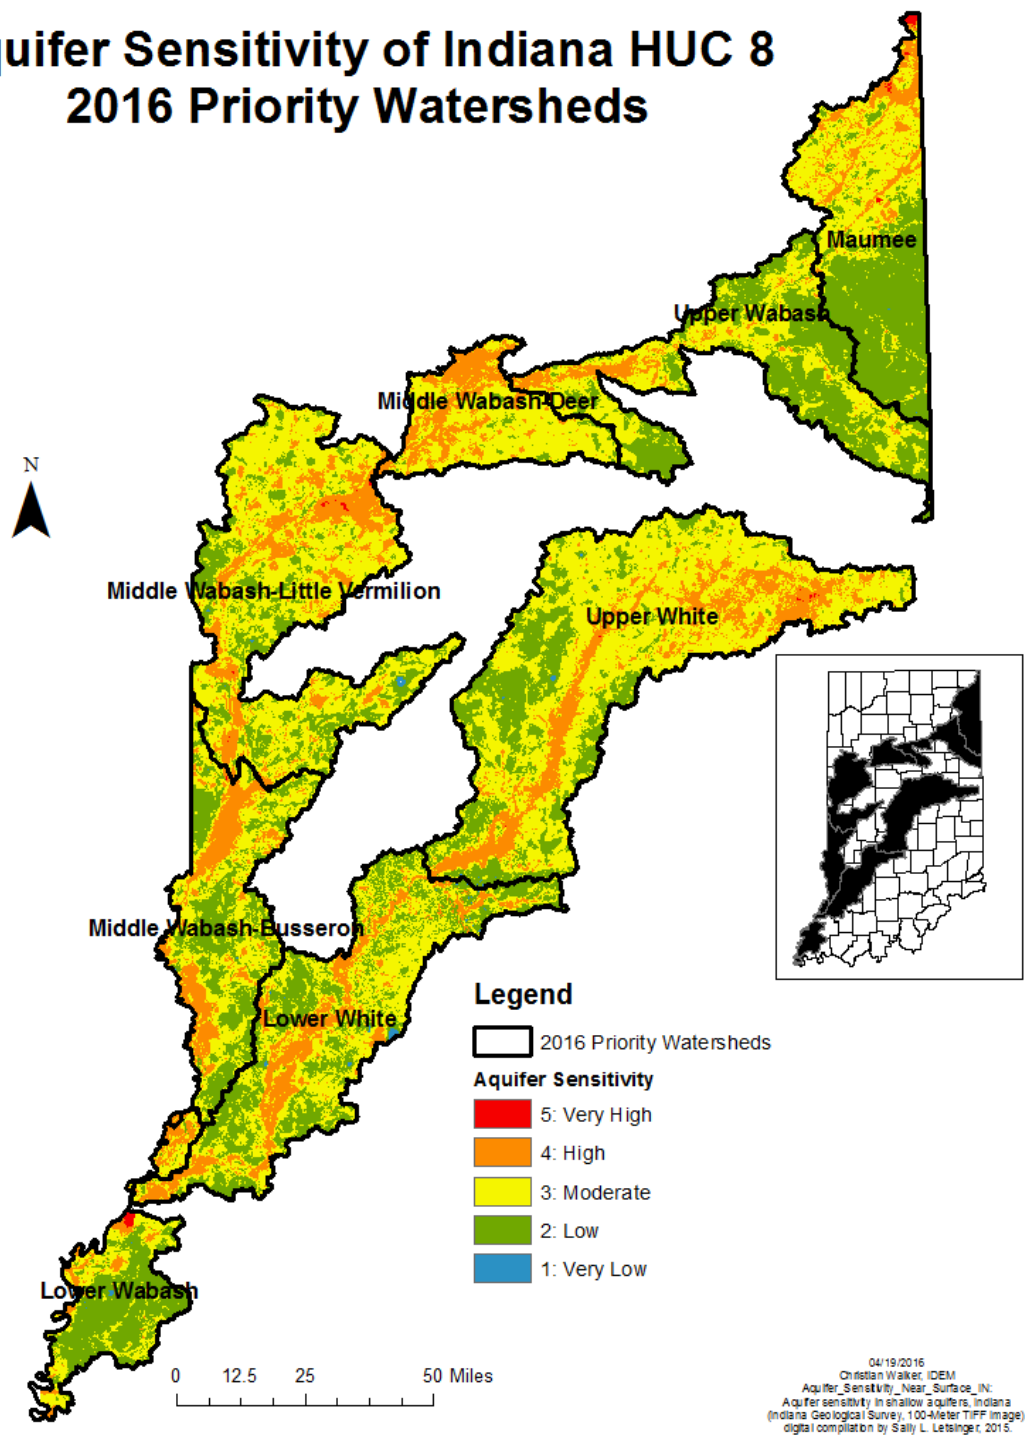 quifer Sensitivity of Indiana HUC 8
2016 Priority Watersheds
Maumee
Upper Wabash
Middle Wabash-Deer
N
Middle Wabash-Little Vermilion
Upper White
Middle Wabash-Busseron
Lower White
Lower Wabash
Legend
2016 Priority Watersheds
Aquifer Sensitivity
5: Very High
4: High
3: Moderate
2: Low
1: Very Low
0 12.5 25 50 Miles
04/19/2016
Christian Walker, IDEM
Aquifer_Sensitivity_Near_Surface_IN:
Aquifer sensitivity in shallow aquifers, Indiana
(Indiana Geological Survey, 100-Meter TIFF Image)
digital compilation by Sally L. Letsinger, 2015.